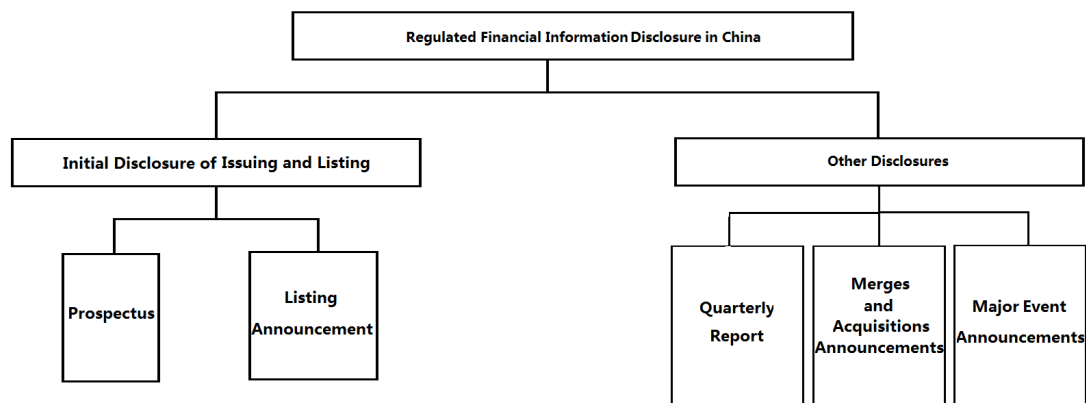 Regulated Financial Information Disclosure in China
Initial Disclosure of Issuing and Listing
Other Disclosures
Prospectus
Listing
Announcement
Quarterly
Report
Merges
and
Acquisitions
Announcements
Major Event
Announcements